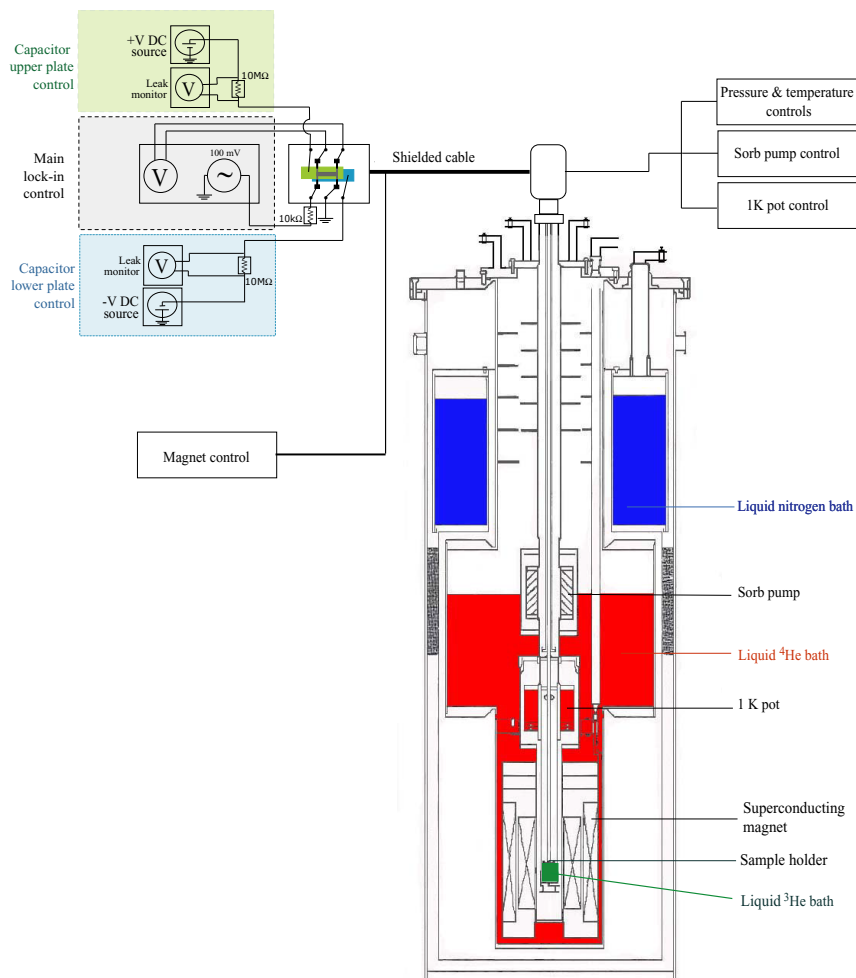 +V DC
source
Capacitor
upper plate
control
Leak
monitor
V
10MΩ
Main
lock-in
control
V
100 mV
~
10kΩ
Capacitor
lower plate
control
Leak
monitor
V
10MΩ
-V DC
source
Shielded cable
Pressure & temperature
controls
Sorb pump control
1K pot control
Magnet control
Liquid nitrogen bath
Sorb pump
Liquid ⁴He bath
1 K pot
Superconducting
magnet
Sample holder
Liquid ³He bath